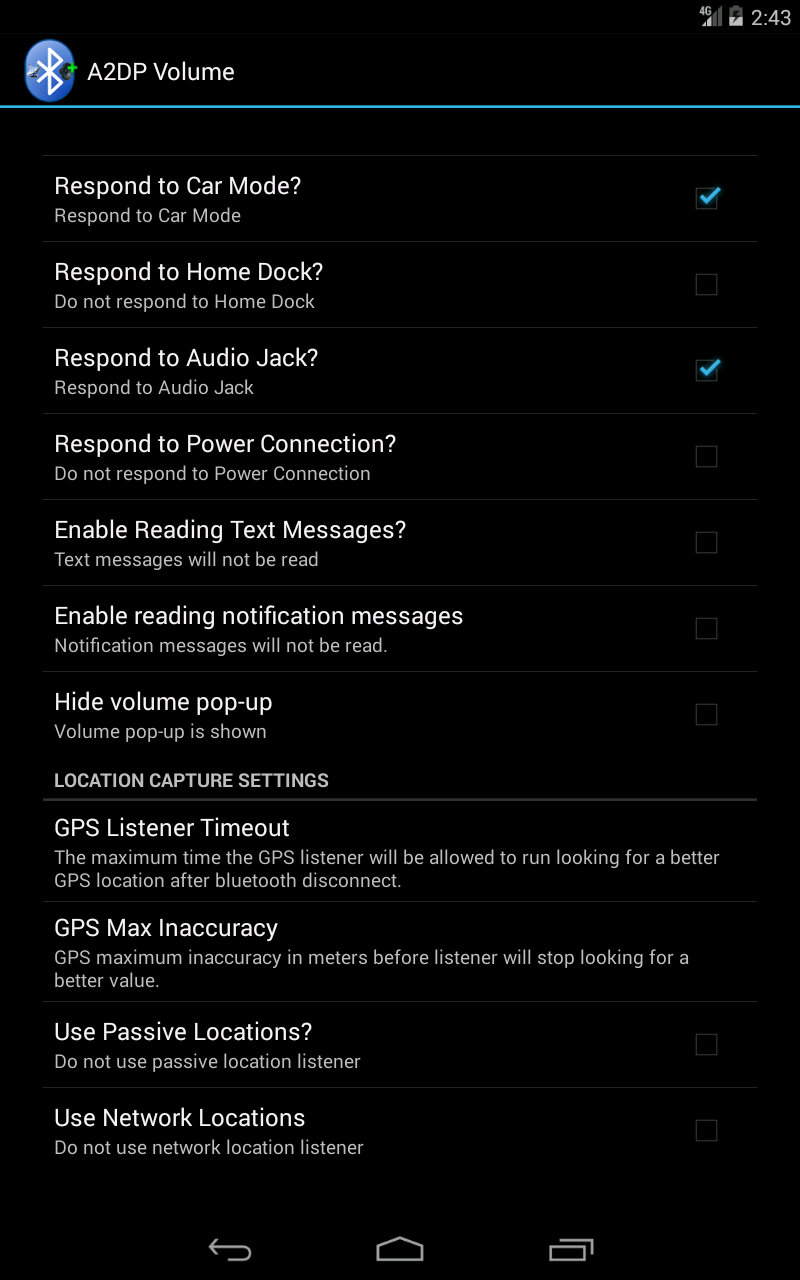 4G 2:43
A2DP Volume
Respond to Car Mode?
Respond to Car Mode
Respond to Home Dock?
Do not respond to Home Dock
Respond to Audio Jack?
Respond to Audio Jack
Respond to Power Connection?
Do not respond to Power Connection
Enable Reading Text Messages?
Text messages will not be read
Enable reading notification messages
Notification messages will not be read.
Hide volume pop-up
Volume pop-up is shown
LOCATION CAPTURE SETTINGS
GPS Listener Timeout
The maximum time the GPS listener will be allowed to run looking for a better
GPS location after bluetooth disconnect.
GPS Max Inaccuracy
GPS maximum inaccuracy in meters before listener will stop looking for a
better value.
Use Passive Locations?
Do not use passive location listener
Use Network Locations
Do not use network location listener